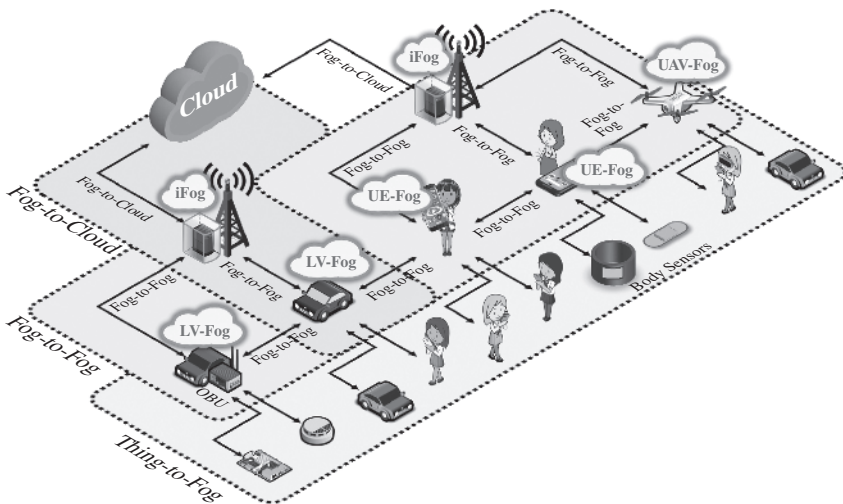 iFog
Fog-to-Cloud
Fog-to-Fog
UAV-Fog
Cloud
Fog-to-
Fog
Fog-to-Fog
Fog-to-Fog
iFog
Fog-to-Cloud
UE-Fog
UE-Fog
Fog-to-Fog
LV-Fog
Fog-to-Cloud
Fog-to-Fog
Fog-to-Fog
Fog-to-Fog
Body Sensors
LV-Fog
Fog-to-Fog
Fog-to-Fog
OBU
Thing-to-Fog